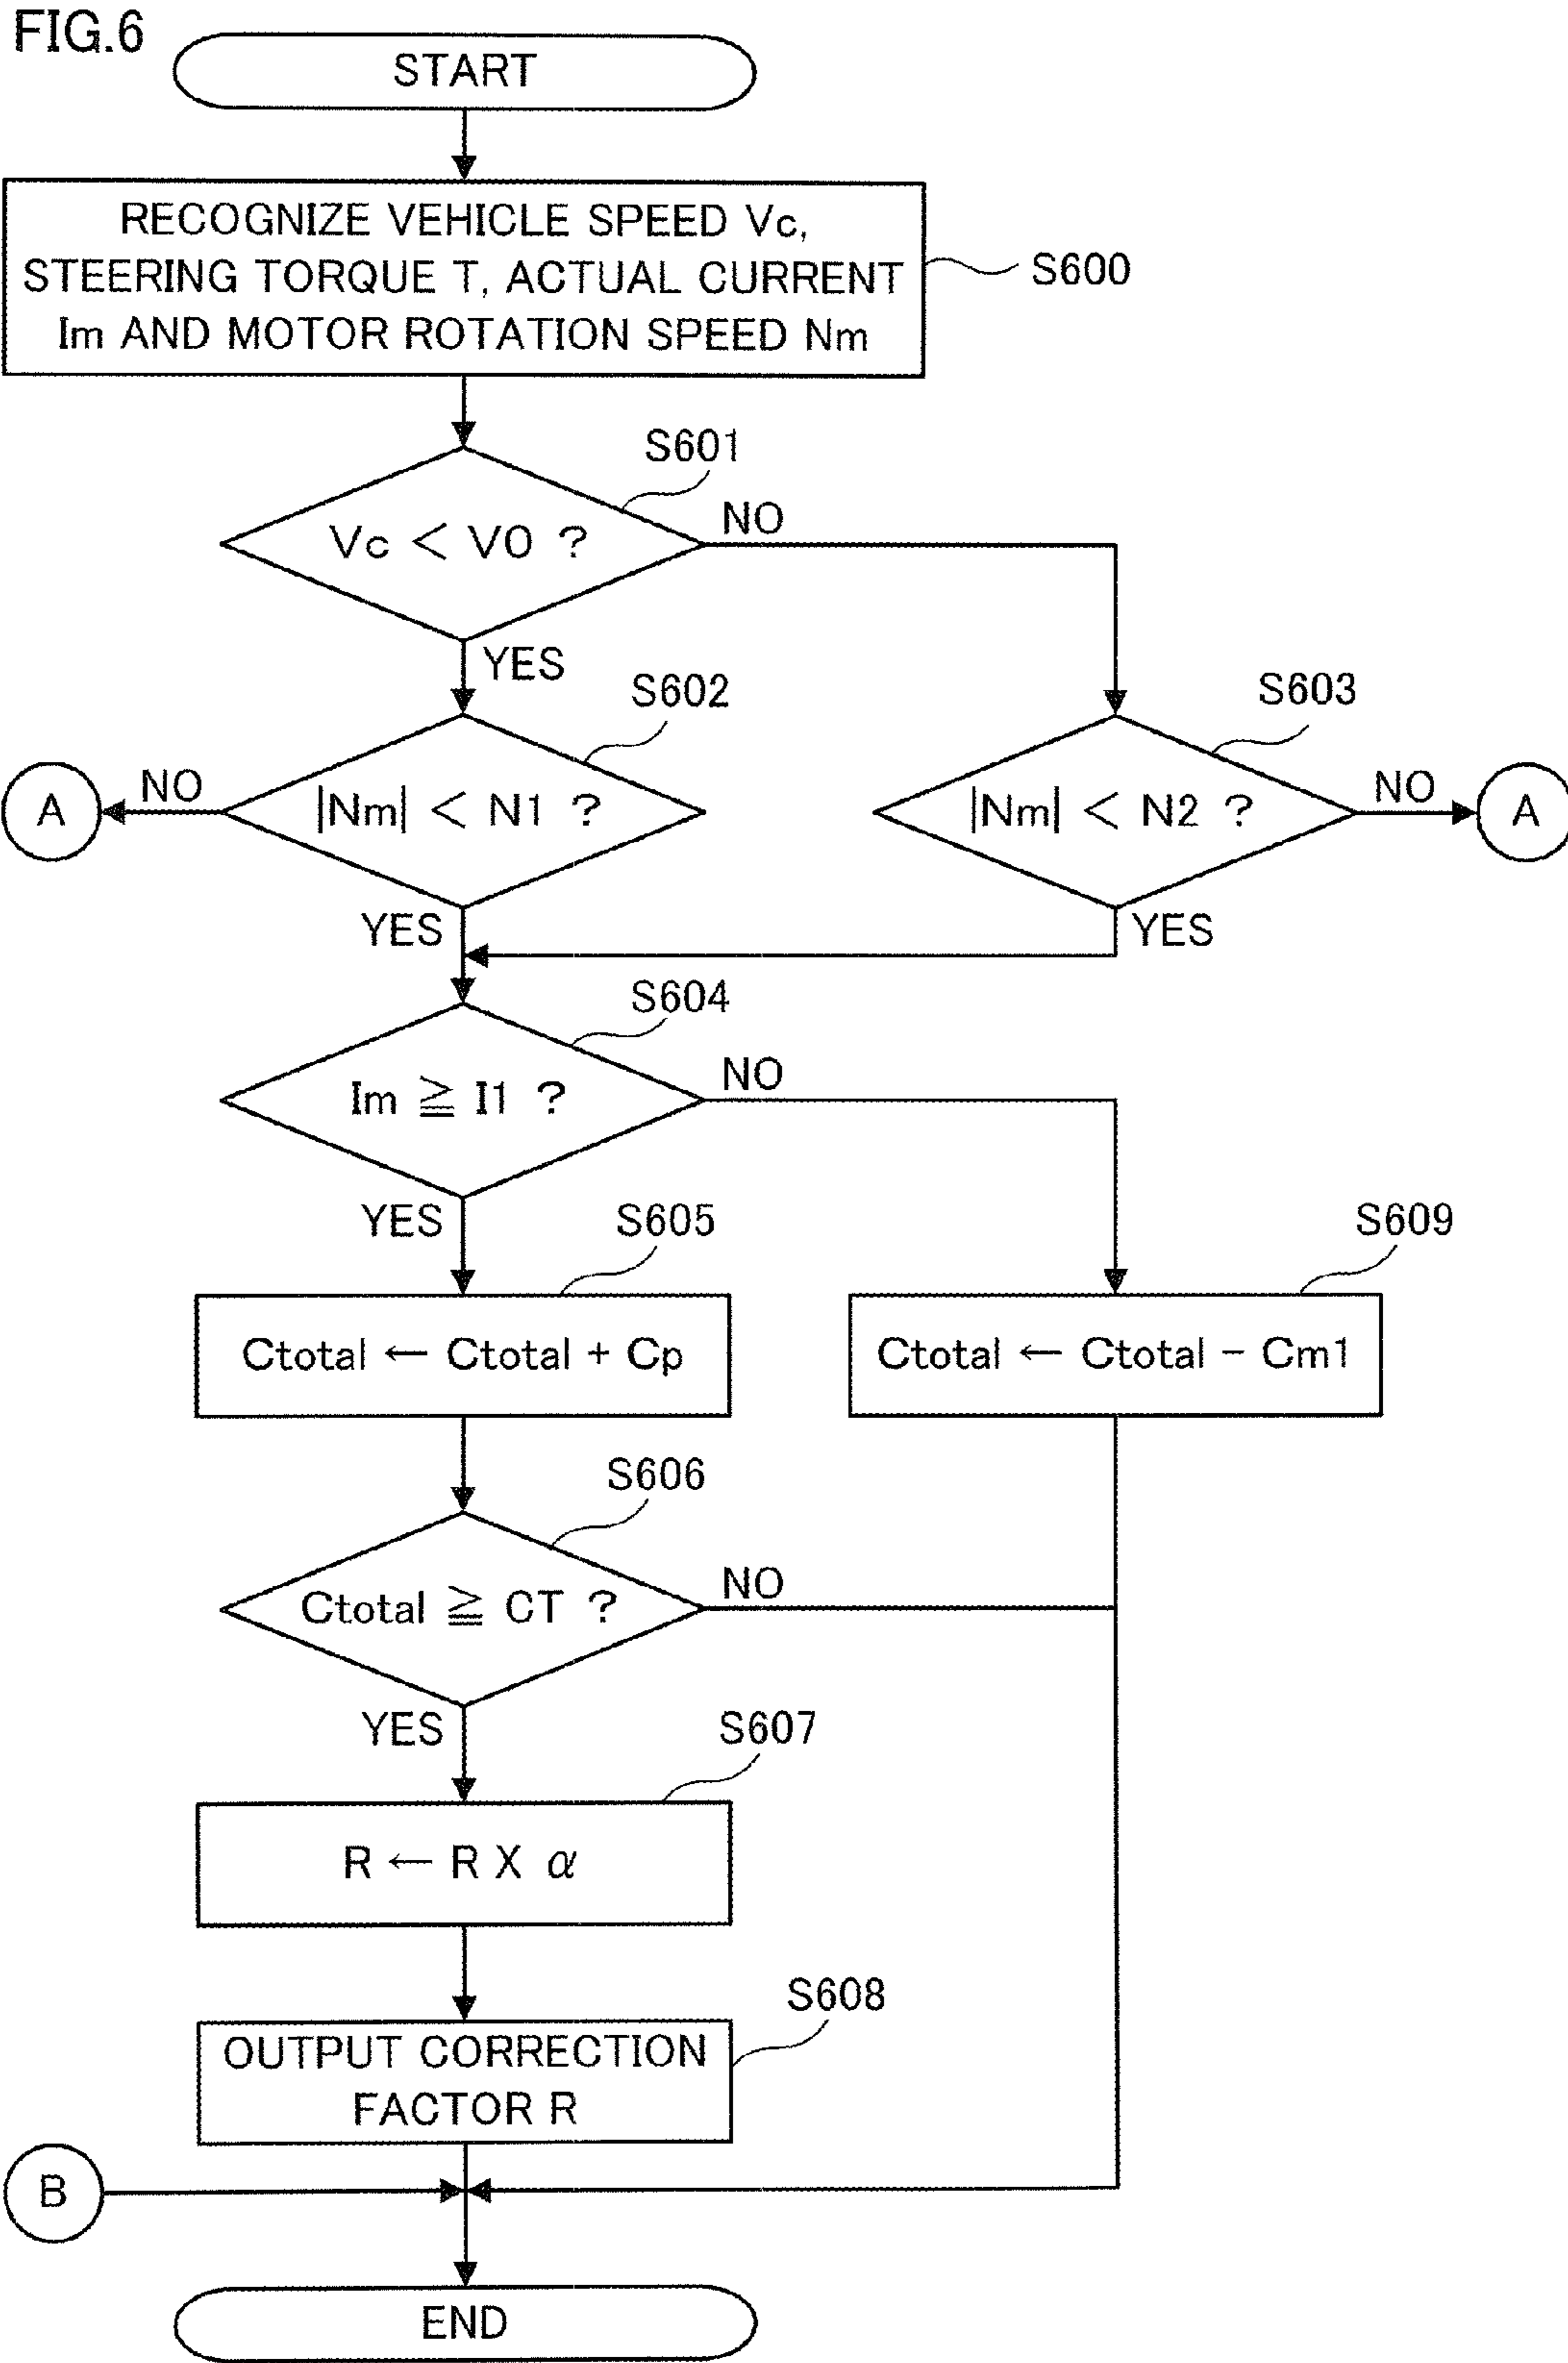 FIG.6
START
RECOGNIZE VEHICLE SPEED Vc,
STEERING TORQUE T, ACTUAL CURRENT
Im AND MOTOR ROTATION SPEED Nm
S600
S601
Vc < V0 ?
NO
YES
S602
S603
A
NO
|Nm| < N1 ?
|Nm| < N2 ?
NO
A
YES
YES
S604
Im ≧ I1 ?
NO
YES
S605
S609
Ctotal ← Ctotal + Cp
Ctotal ← Ctotal − Cm1
S606
Ctotal ≧ CT ?
NO
YES
S607
R ← R X α
S608
OUTPUT CORRECTION
FACTOR R
B
END